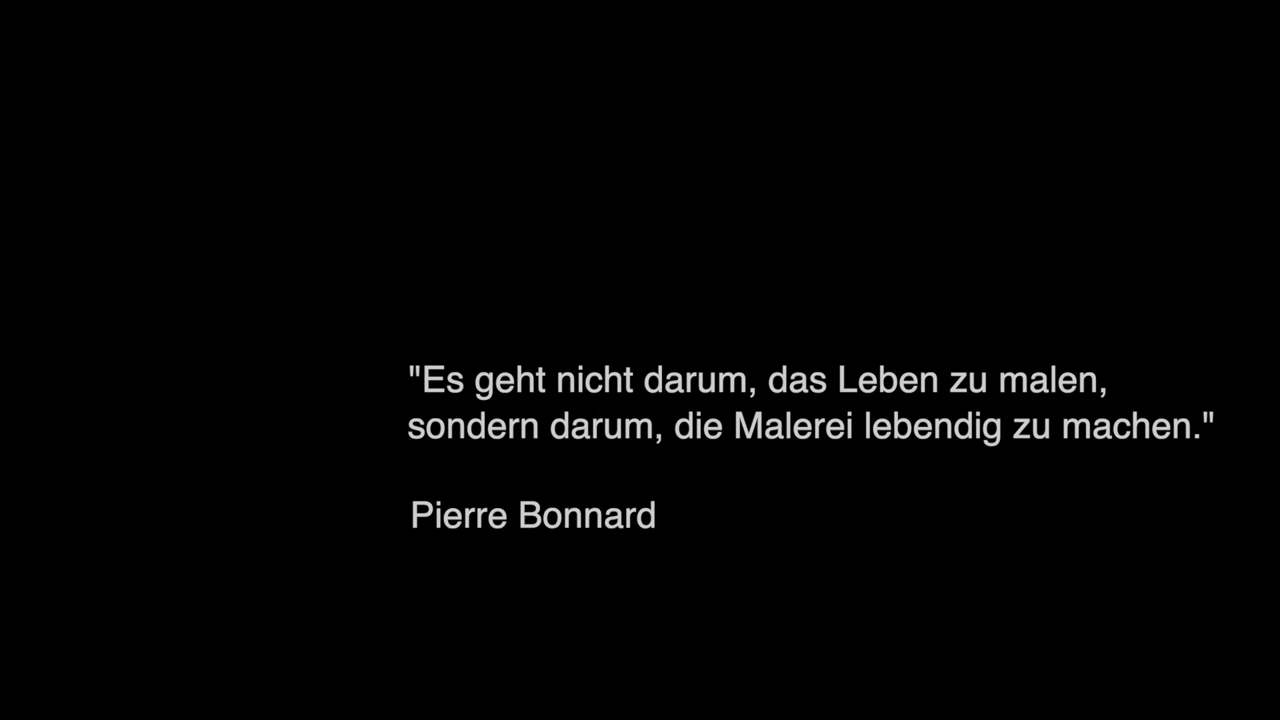 "Es geht nicht darum, das Leben zu malen,
sondern darum, die Malerei lebendig zu machen."
Pierre Bonnard